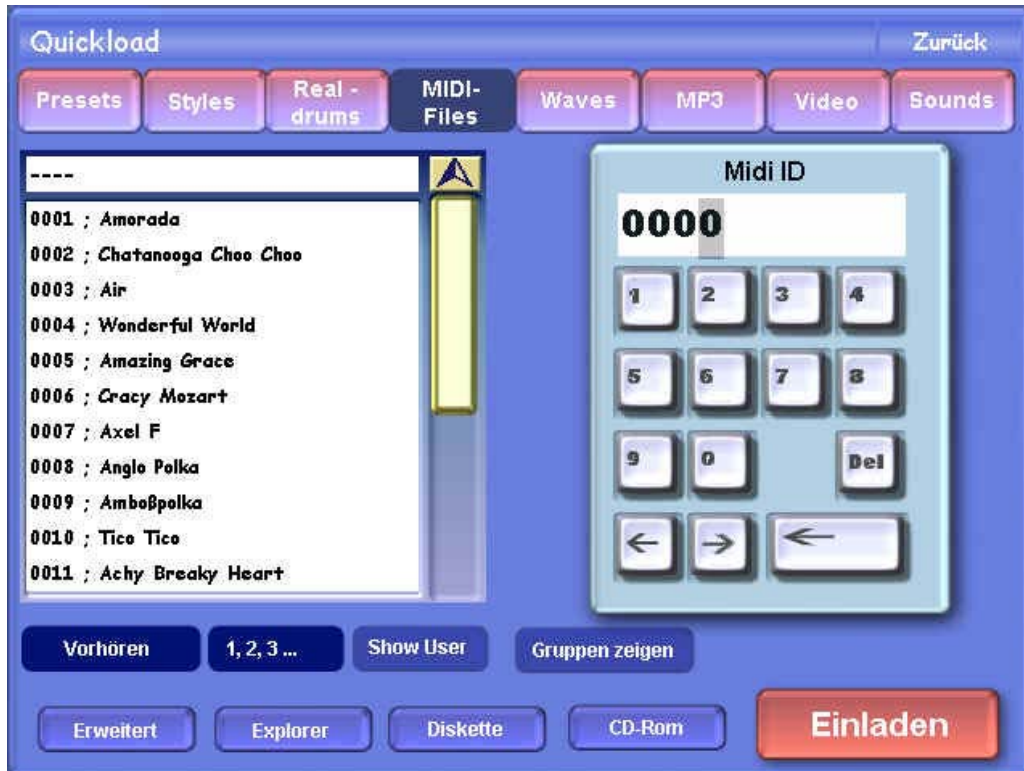 Quickload
Zurück
Presets
Styles
Real -
drums
MIDI-
Files
Waves
MP3
Video
Sounds
----
0001 ; Amorada
0002 ; Chatanooga Choo Choo
0003 ; Air
0004 ; Wonderful World
0005 ; Amazing Grace
0006 ; Cracy Mozart
0007 ; Axel F
0008 ; Anglo Polka
0009 ; Amboßpolka
0010 ; Tico Tico
0011 ; Achy Breaky Heart
Midi ID
0000
1 2 3 4
5 6 7 8
9 0 Del
Vorhören
1, 2, 3 ...
Show User
Gruppen zeigen
Erweitert
Explorer
Diskette
CD-Rom
Einladen